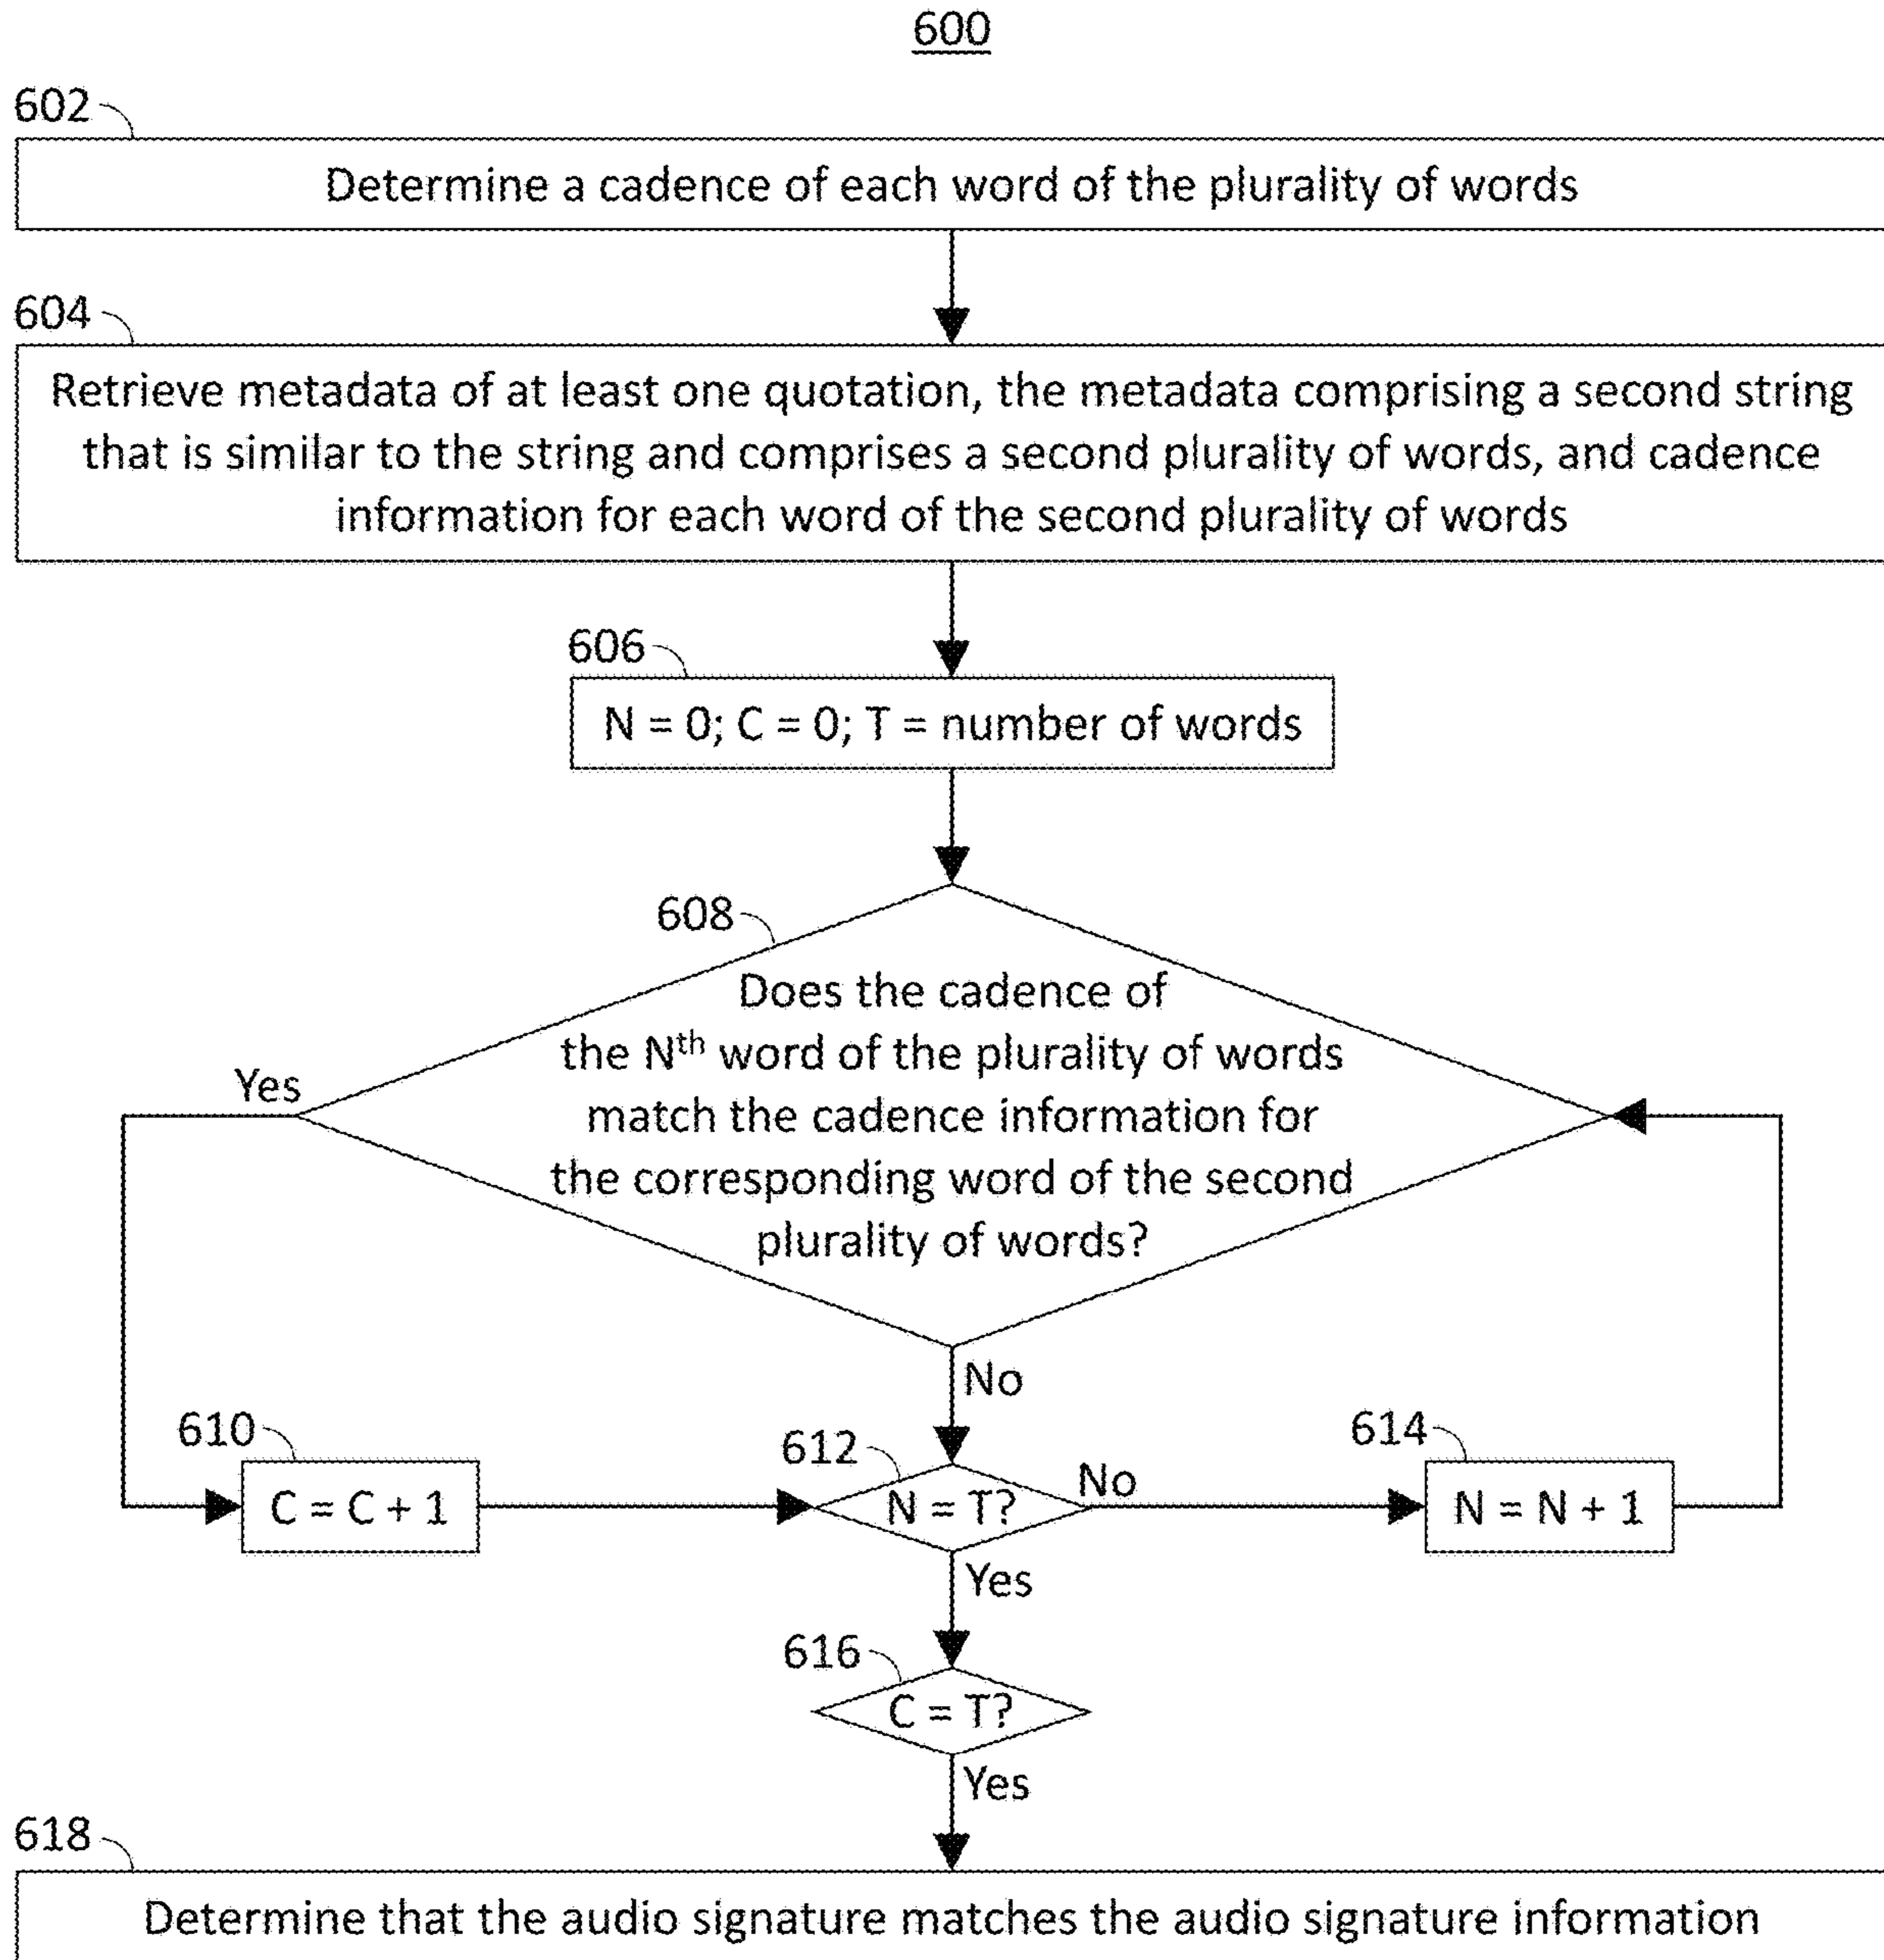 600
602
Determine a cadence of each word of the plurality of words
604
Retrieve metadata of at least one quotation, the metadata comprising a second string
that is similar to the string and comprises a second plurality of words, and cadence
information for each word of the second plurality of words
606
N = 0; C = 0; T = number of words
608
Does the cadence of
the Nth word of the plurality of words
match the cadence information for
the corresponding word of the second
plurality of words?
Yes
No
610
C = C + 1
612
N = T?
No
614
N = N + 1
Yes
616
C = T?
Yes
618
Determine that the audio signature matches the audio signature information